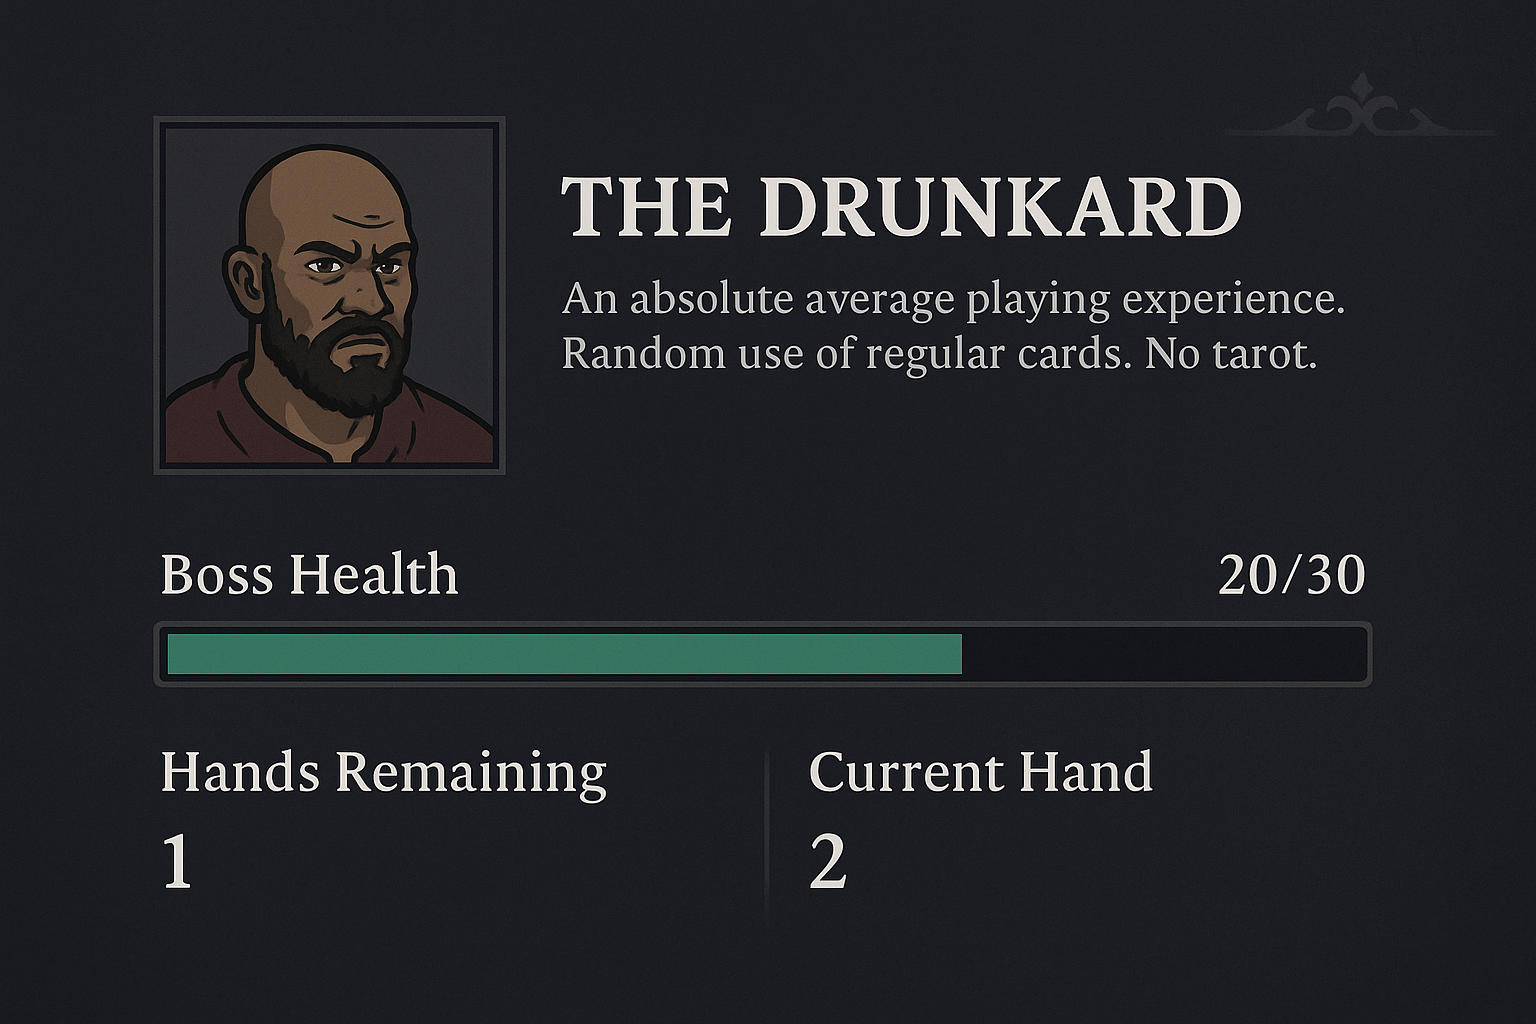 THE DRUNKARD
An absolute average playing experience.
Random use of regular cards. No tarot.
Boss Health
20/30
Hands Remaining
Current Hand
1
2